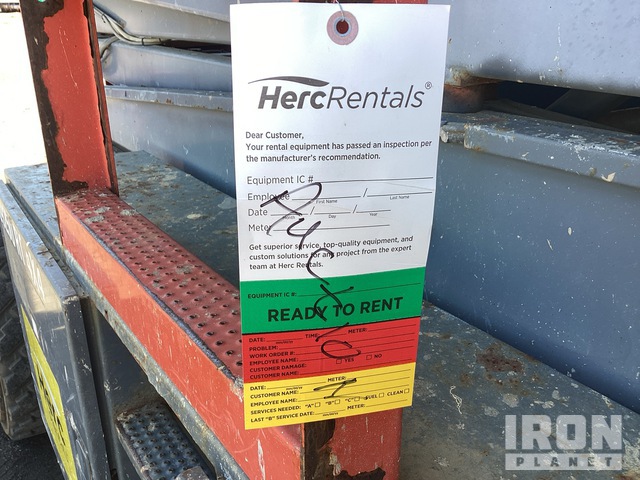 HercRentals®
Dear Customer,
Your rental equipment has passed an inspection per
the manufacturer's recommendation.
Equipment IC #
Employee / /
First Name Last Name
Date / /
Month Day Year
Meter
Get superior service, top-quality equipment, and
custom solutions for any project from the expert
team at Herc Rentals.
EQUIPMENT IC #:
READY TO RENT
DATE: TIME: METER:
PROBLEM:
WORK ORDER #:
EMPLOYEE NAME: YES NO
CUSTOMER DAMAGE:
CUSTOMER NAME:
DATE: METER:
CUSTOMER NAME:
EMPLOYEE NAME:
SERVICES NEEDED: "A" "B" "C" FUEL CLEAN
LAST "B" SERVICE DATE: METER:
IRON
PLANET